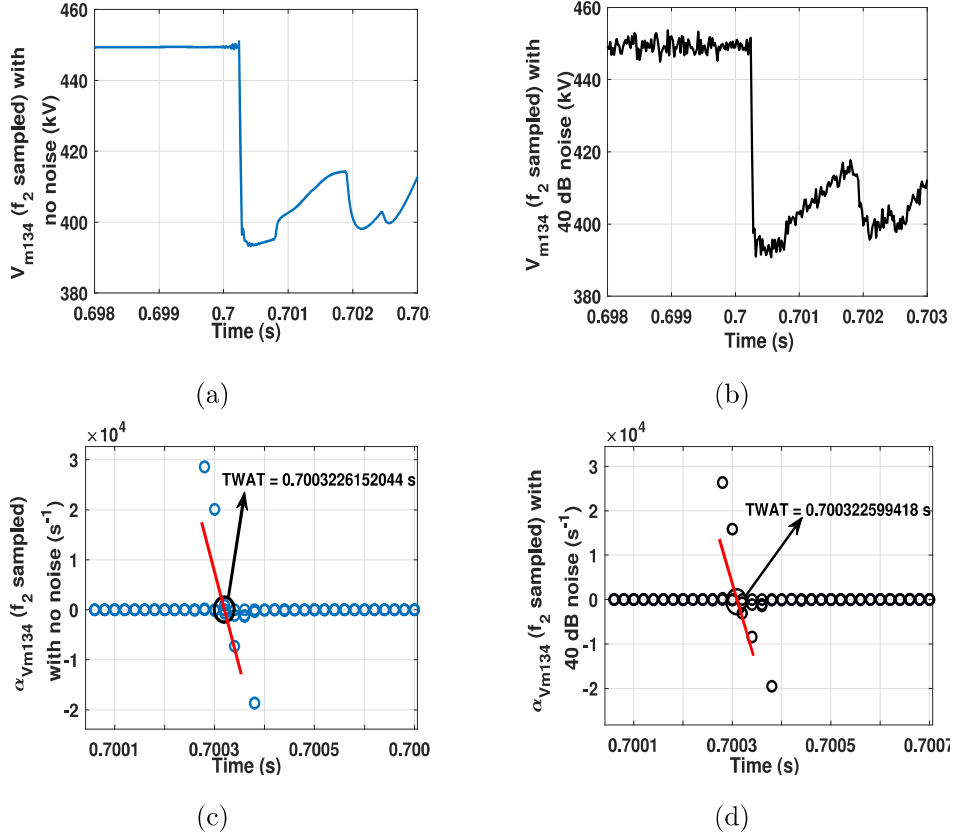 V_m134 (f_2 sampled) with
no noise (kV)
460
440
420
400
380
0.698
0.699
0.7
0.701
0.702
0.70
Time (s)
(a)
V_m134 (f_2 sampled) with
40 dB noise (kV)
460
440
420
400
380
0.698
0.699
0.7
0.701
0.702
0.703
Time (s)
(b)
α_Vm134 (f_2 sampled)
with no noise (s^-1)
×10^4
3
2
1
0
-1
-2
TWAT = 0.7003226152044 s
0.7001
0.7003
0.7005
0.700
Time (s)
(c)
α_Vm134 (f_2 sampled) with
40 dB noise (s^-1)
×10^4
3
2
1
0
-1
-2
TWAT = 0.700322599418 s
0.7001
0.7003
0.7005
0.7007
Time (s)
(d)